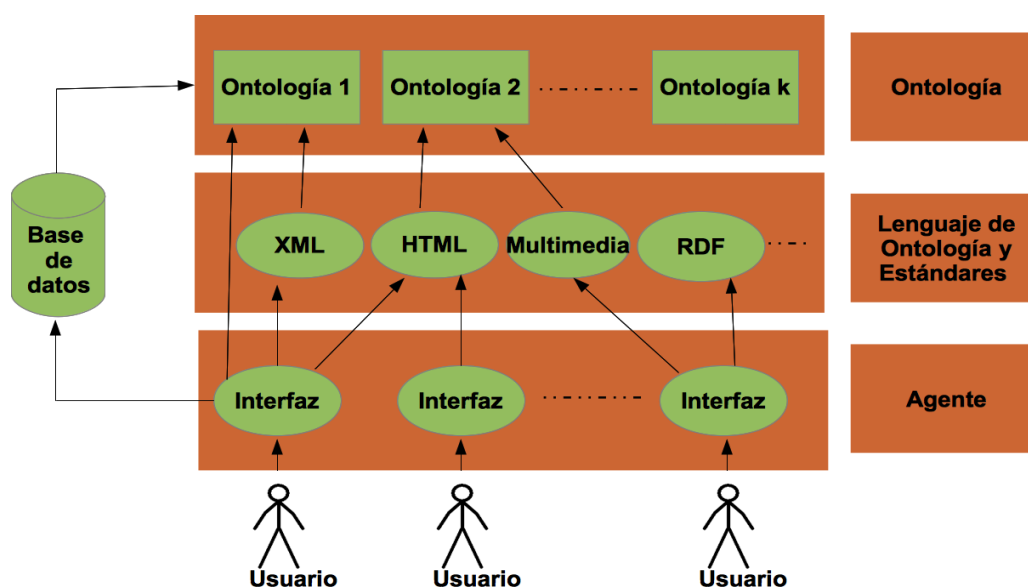 Ontología 1
Ontología 2
Ontología k
Ontología
Base
de
datos
XML
HTML
Multimedia
RDF
Lenguaje de
Ontología y
Estándares
Interfaz
Interfaz
Interfaz
Agente
Usuario
Usuario
Usuario